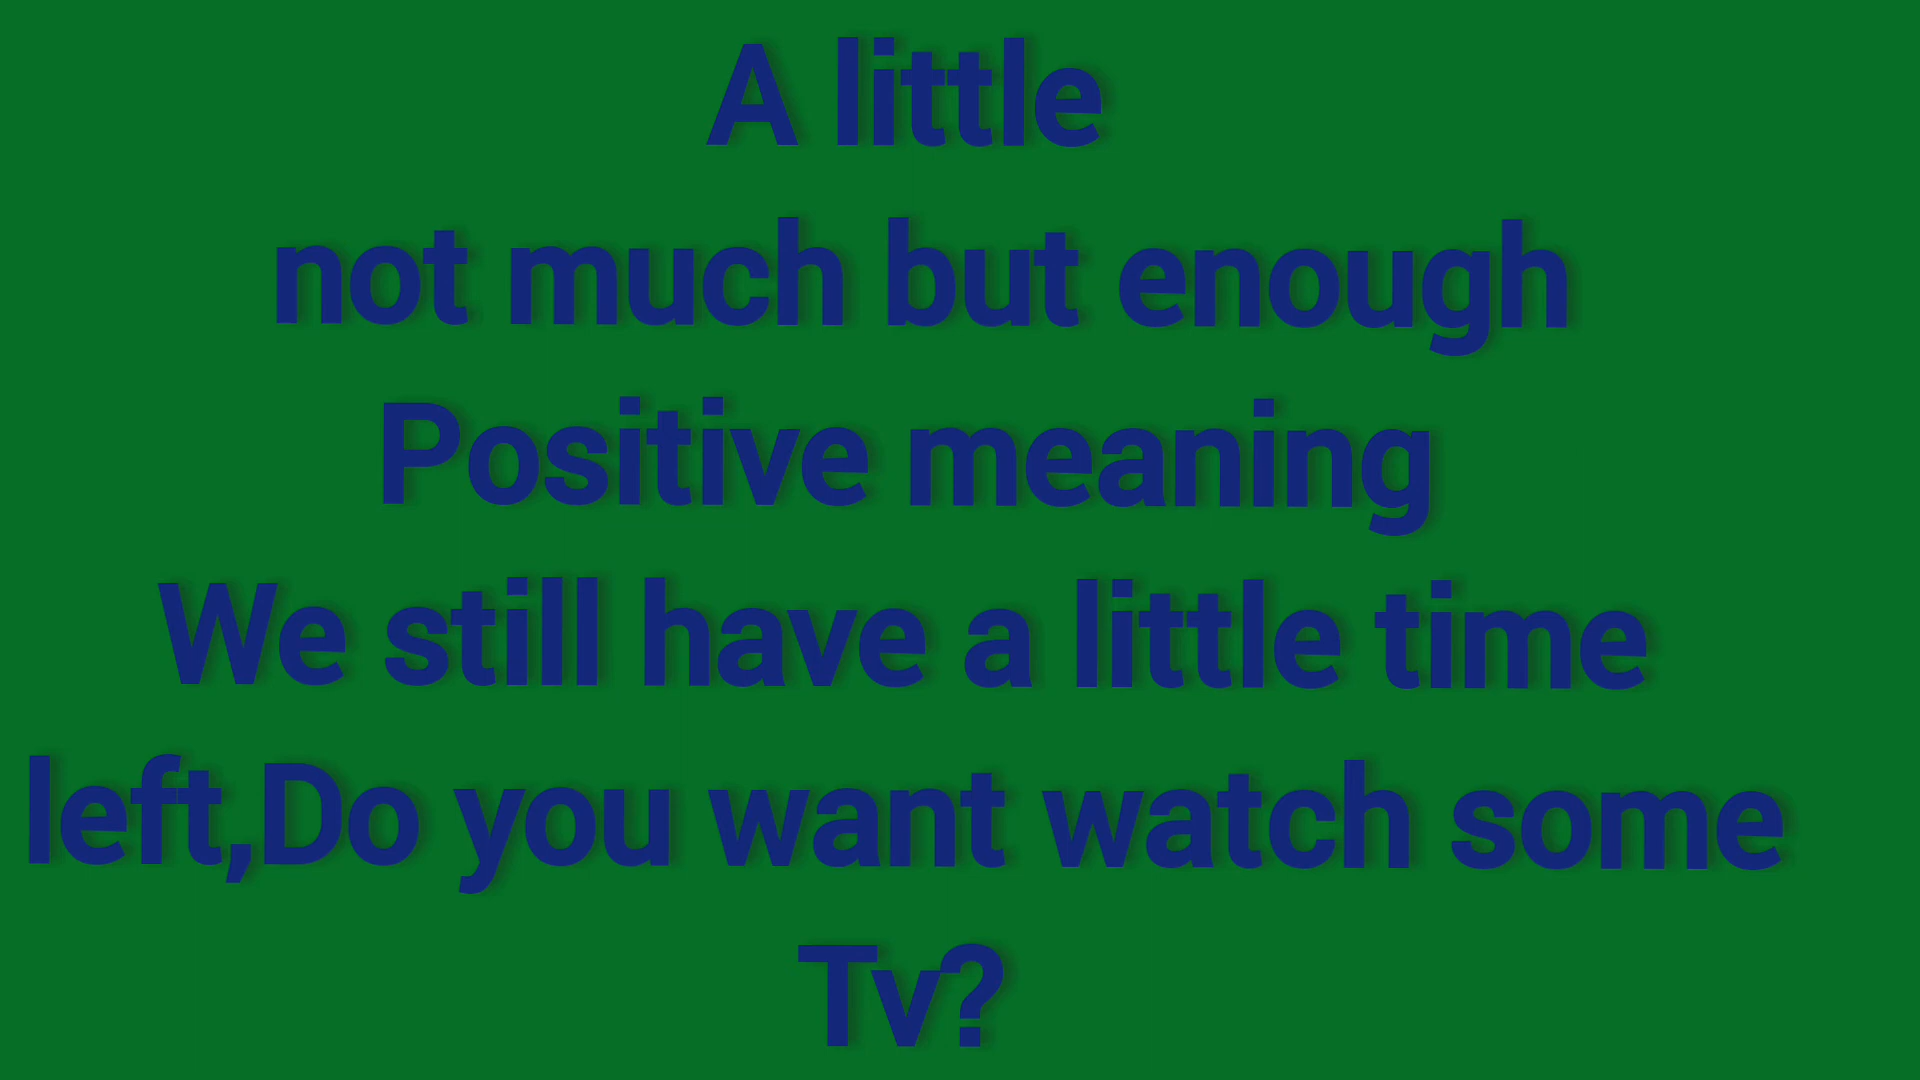 A little
not much but enough
Positive meaning
We still have a little time
left,Do you want watch some
Tv?